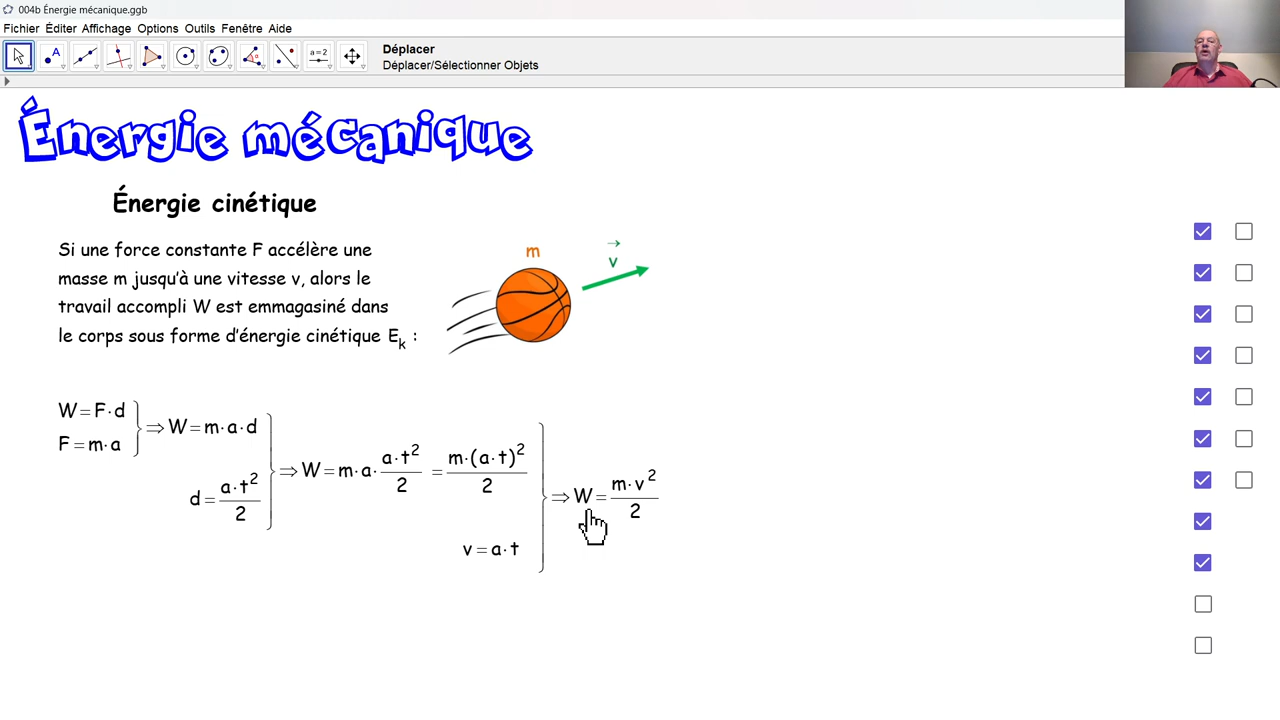 004b Énergie mécanique.ggb
Fichier Éditer Affichage Options Outils Fenêtre Aide
A
a=2
Déplacer
Déplacer/Sélectionner Objets
Énergie mécanique
Énergie cinétique
Si une force constante F accélère une
masse m jusqu'à une vitesse v, alors le
travail accompli W est emmagasiné dans
le corps sous forme d'énergie cinétique Eₖ :
m
v⃗
W = F · d
F = m · a
⇒ W = m · a · d
d = a · t² / 2
⇒ W = m · a · a · t² / 2 = m · (a · t)² / 2
v = a · t
⇒ W = m · v² / 2